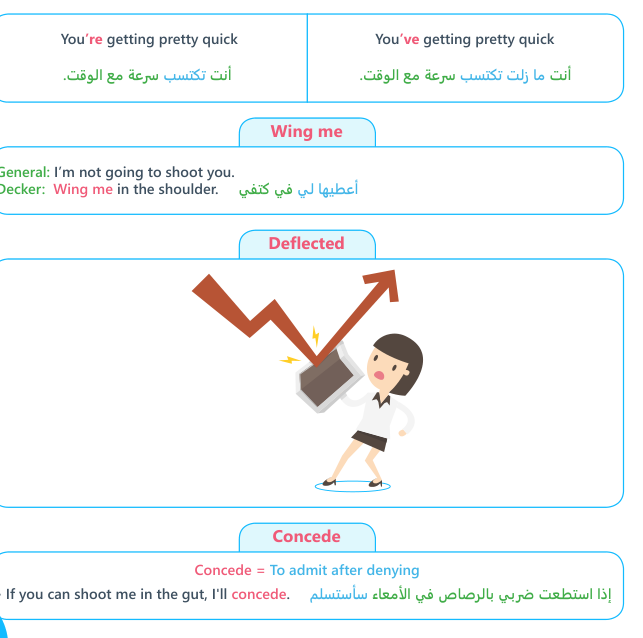 You're getting pretty quick
أنت تكتسب سرعة مع الوقت.
You've getting pretty quick
أنت ما زلت تكتسب سرعة مع الوقت.
Wing me
General: I'm not going to shoot you.
Decker: Wing me in the shoulder. أعطيها لي في كتفي
Deflected
Concede
Concede = To admit after denying
- If you can shoot me in the gut, I'll concede. إذا استطعت ضربي بالرصاص في الأمعاء سأستسلم